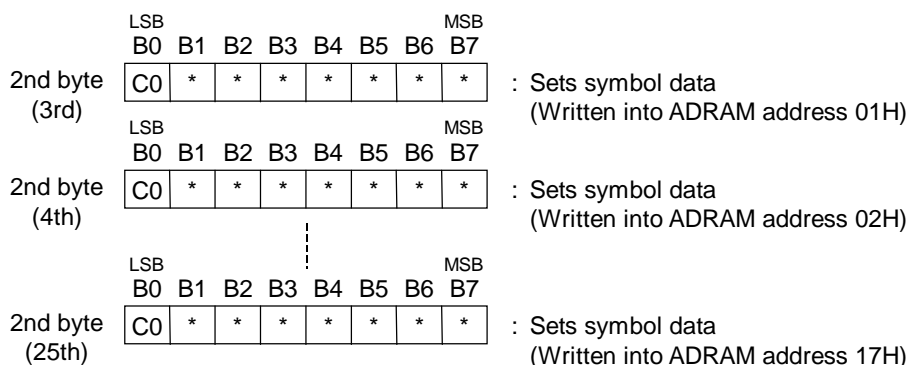 LSB MSB
B0 B1 B2 B3 B4 B5 B6 B7
2nd byte C0 * * * * * * * : Sets symbol data
(3rd) (Written into ADRAM address 01H)
LSB MSB
B0 B1 B2 B3 B4 B5 B6 B7
2nd byte C0 * * * * * * * : Sets symbol data
(4th) (Written into ADRAM address 02H)
LSB MSB
B0 B1 B2 B3 B4 B5 B6 B7
2nd byte C0 * * * * * * * : Sets symbol data
(25th) (Written into ADRAM address 17H)